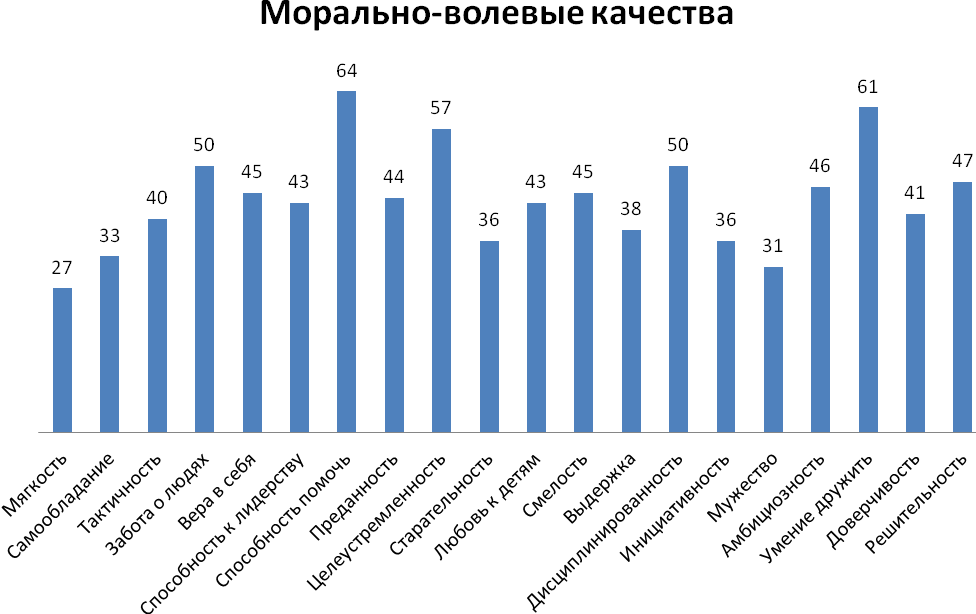 Морально-волевые качества
27
33
40
50
45
43
64
44
57
36
43
45
38
50
36
31
46
61
41
47
Мягкость
Самообладание
Тактичность
Забота о людях
Вера в себя
Способность к лидерству
Способность помочь
Преданность
Целеустремленность
Старательность
Любовь к детям
Смелость
Выдержка
Дисциплинированность
Инициативность
Мужество
Амбициозность
Умение дружить
Доверчивость
Решительность